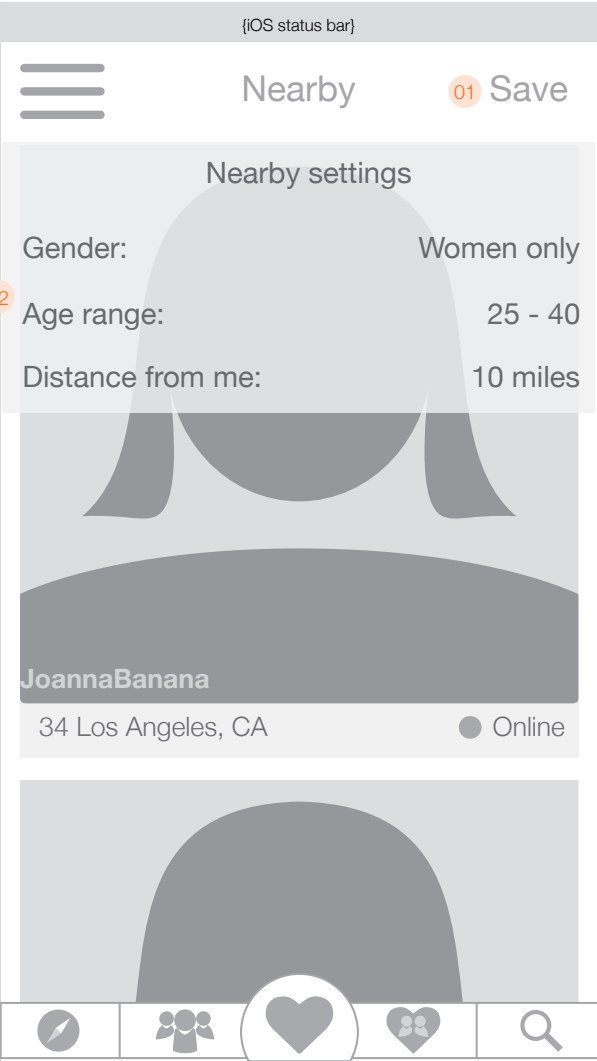 {iOS status bar}
Nearby 01 Save
Nearby settings
Gender: Women only
2
Age range: 25 - 40
Distance from me: 10 miles
JoannaBanana
34 Los Angeles, CA Online